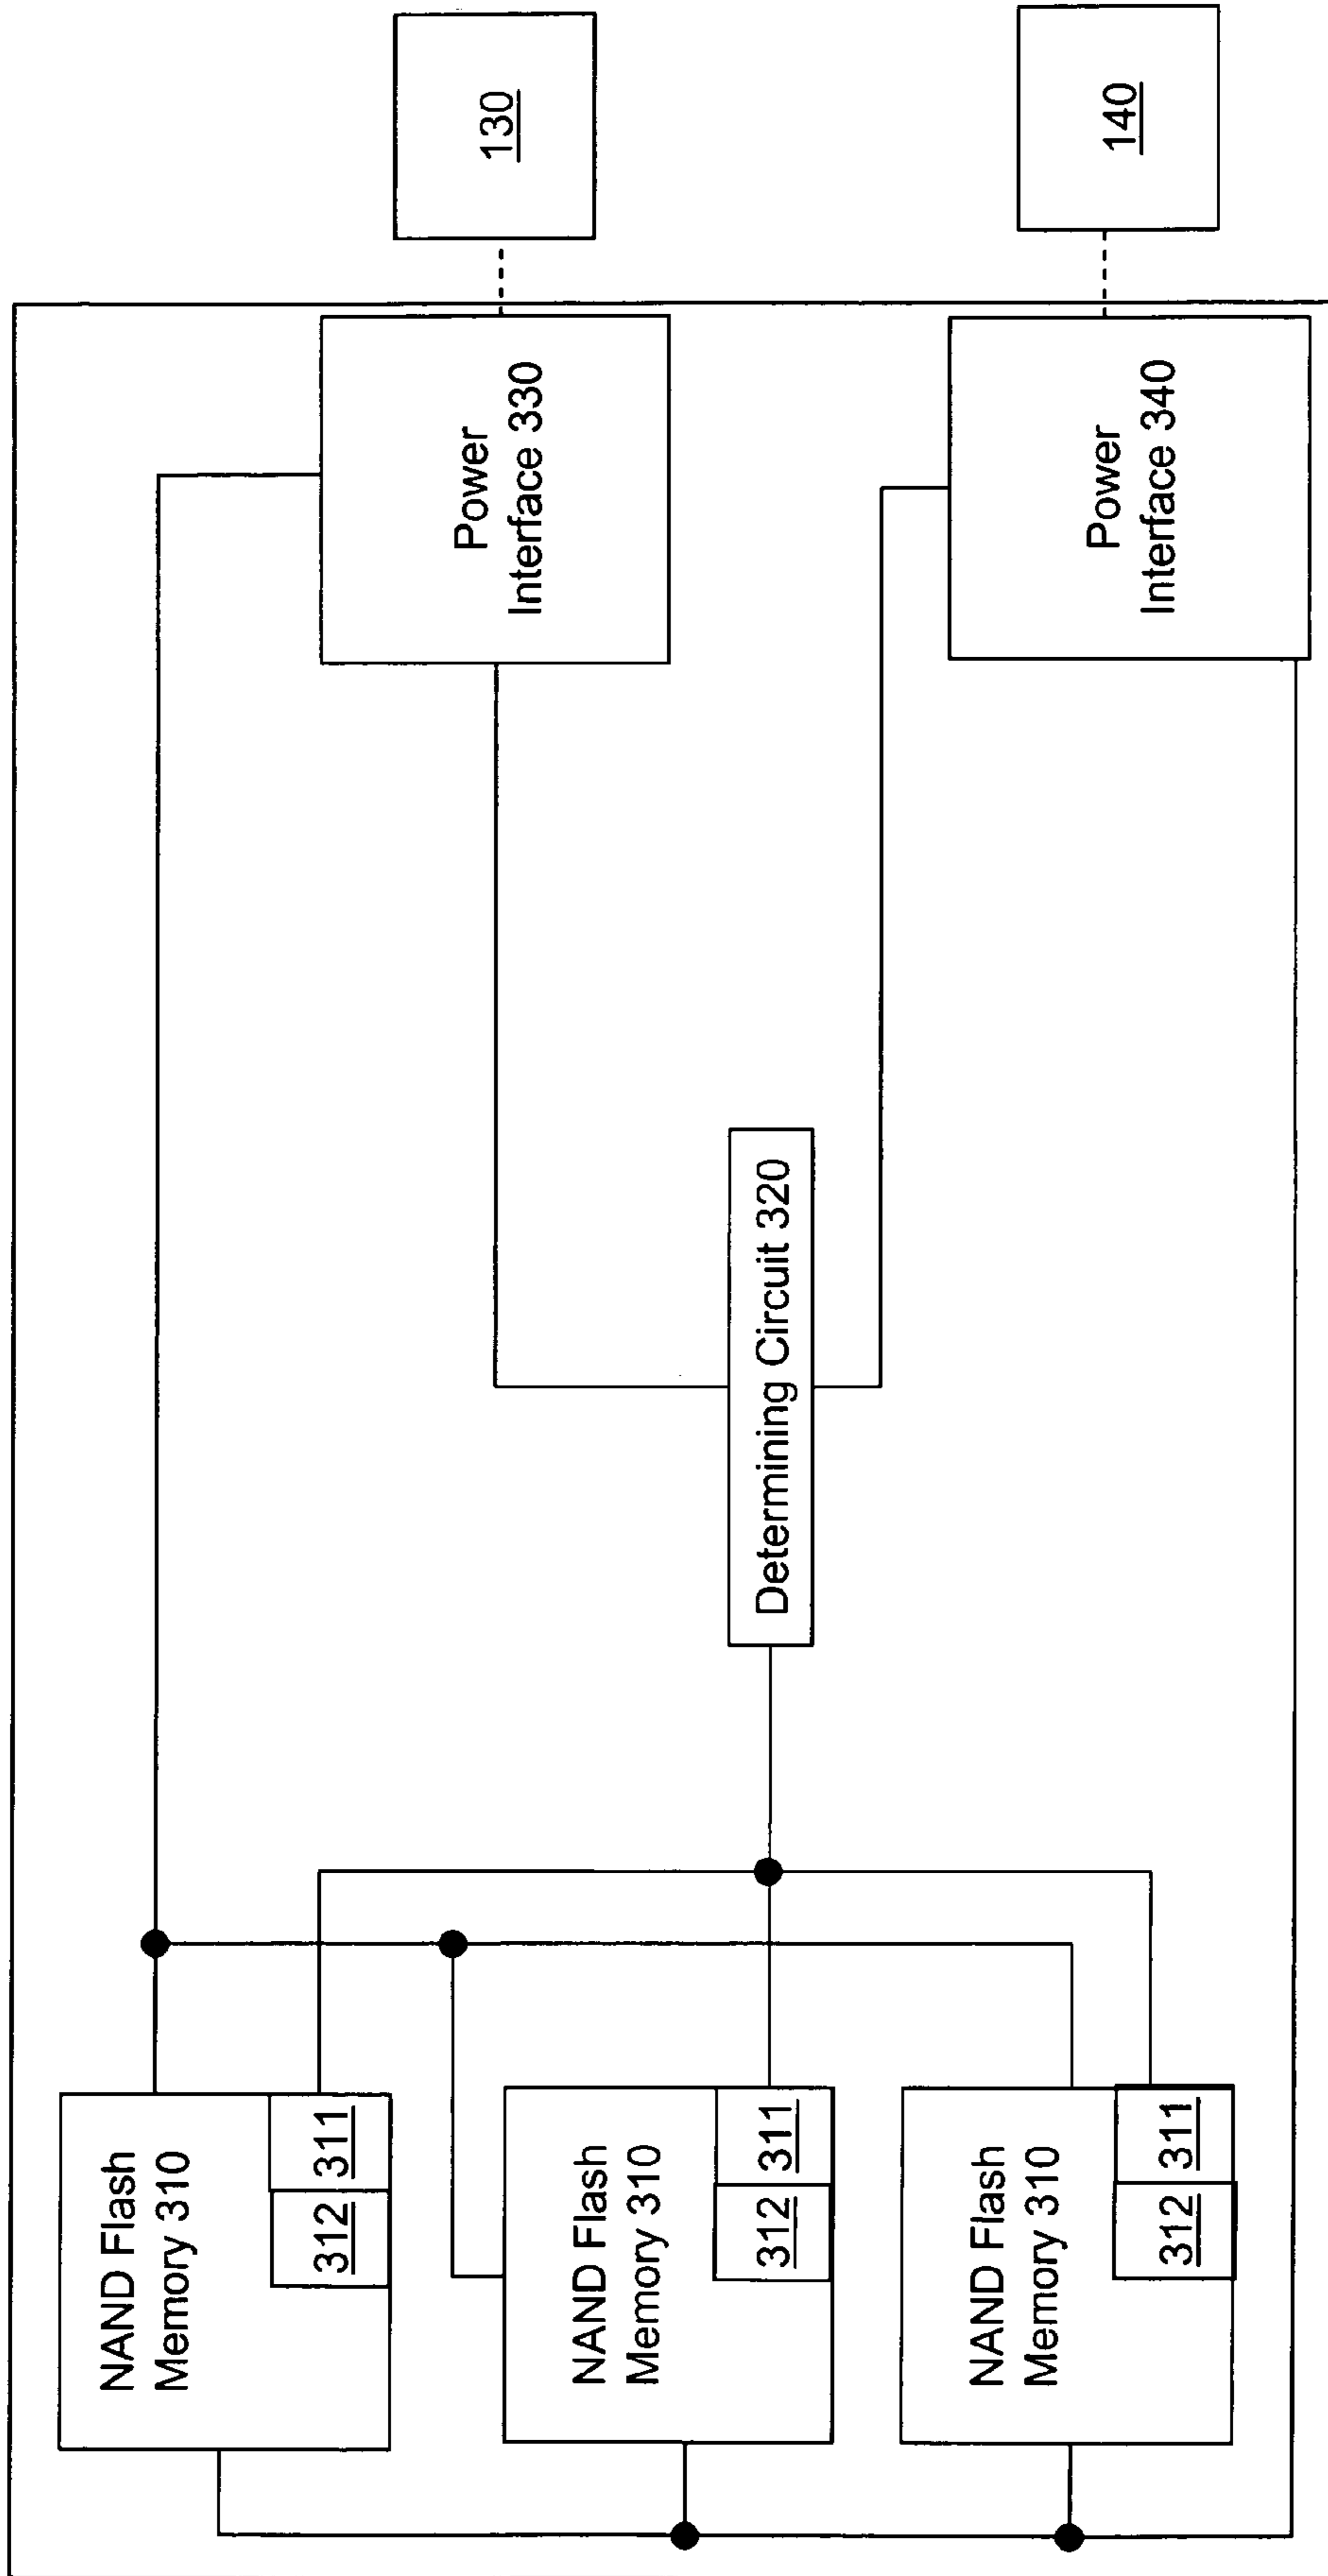 NAND Flash
Memory 310
312
311
NAND Flash
Memory 310
312
311
NAND Flash
Memory 310
312
311
Determining Circuit 320
Power
Interface 330
Power
Interface 340
130
140